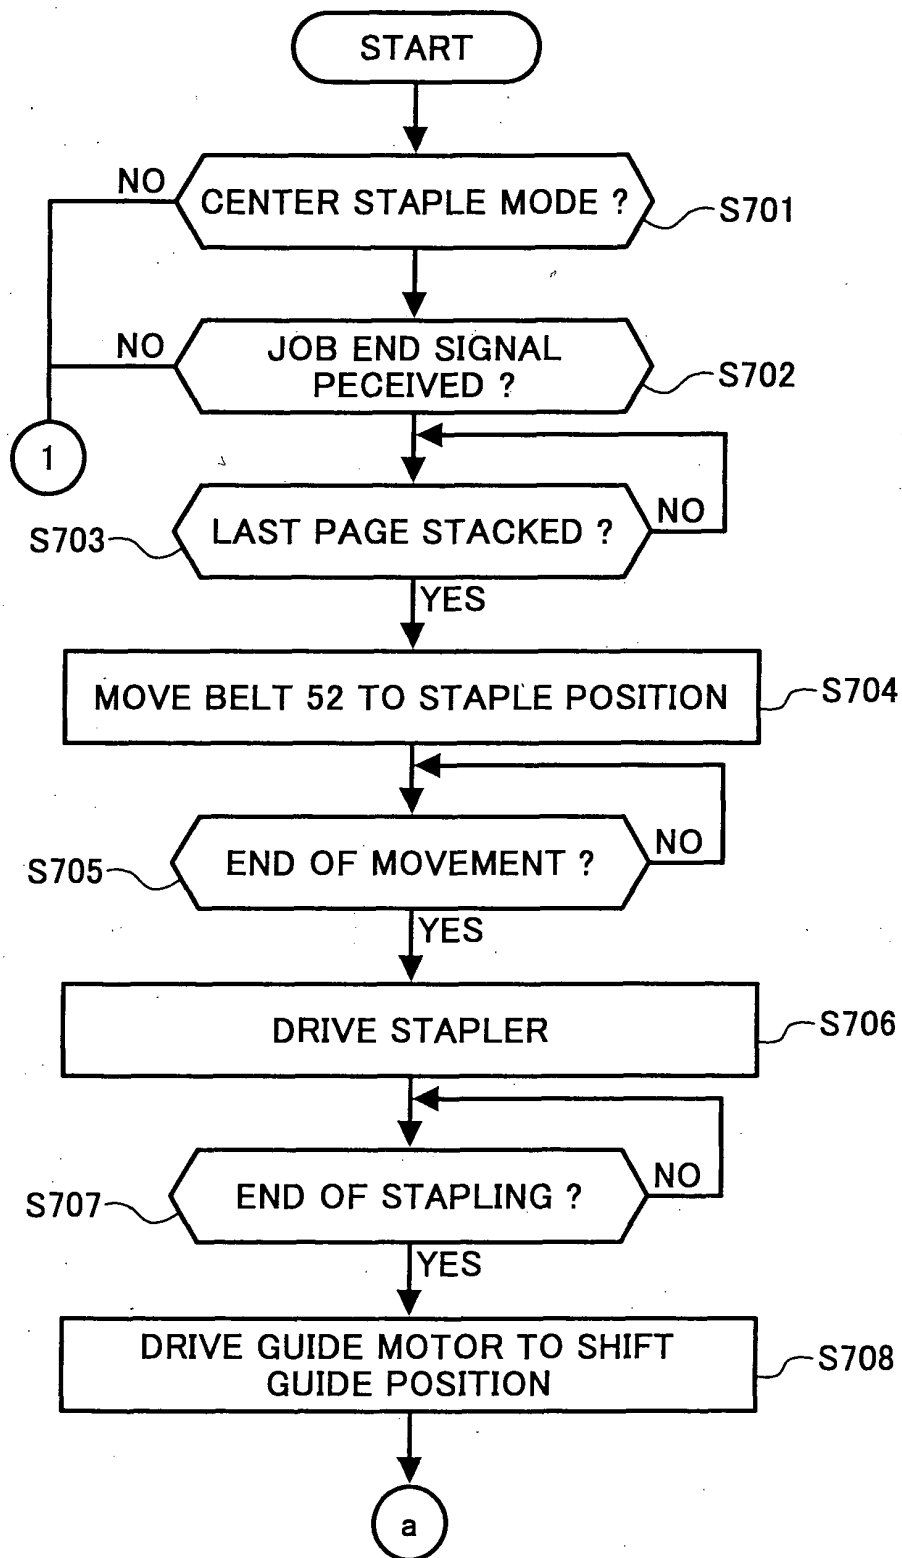 START
NO
CENTER STAPLE MODE ?
S701
NO
JOB END SIGNAL
PECEIVED ?
S702
1
S703
LAST PAGE STACKED ?
NO
YES
MOVE BELT 52 TO STAPLE POSITION
S704
S705
END OF MOVEMENT ?
NO
YES
DRIVE STAPLER
S706
S707
END OF STAPLING ?
NO
YES
DRIVE GUIDE MOTOR TO SHIFT
GUIDE POSITION
S708
a